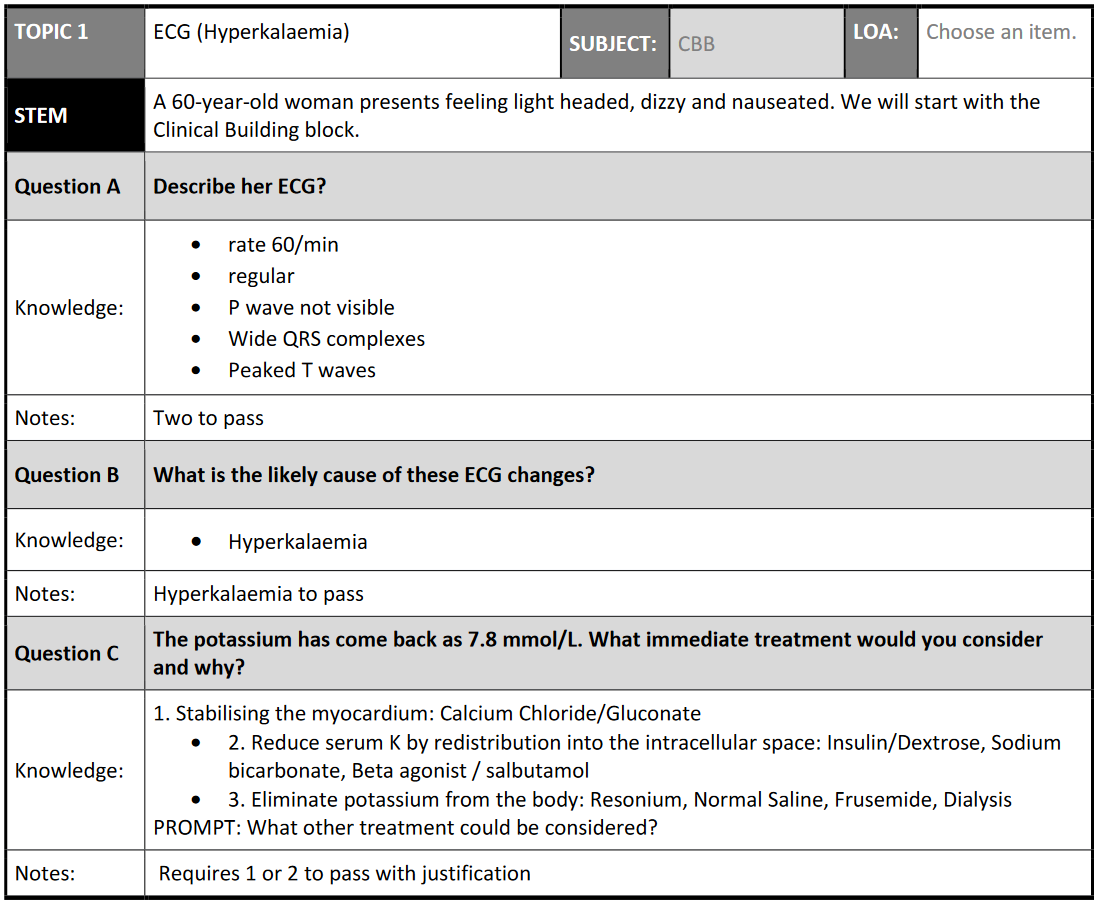 TOPIC 1 ECG (Hyperkalaemia) SUBJECT: CBB LOA: Choose an item.
STEM
A 60-year-old woman presents feeling light headed, dizzy and nauseated. We will start with the
Clinical Building block.
Question A Describe her ECG?
Knowledge:
• rate 60/min
• regular
• P wave not visible
• Wide QRS complexes
• Peaked T waves
Notes: Two to pass
Question B What is the likely cause of these ECG changes?
Knowledge: • Hyperkalaemia
Notes: Hyperkalaemia to pass
Question C
The potassium has come back as 7.8 mmol/L. What immediate treatment would you consider
and why?
Knowledge:
1. Stabilising the myocardium: Calcium Chloride/Gluconate
• 2. Reduce serum K by redistribution into the intracellular space: Insulin/Dextrose, Sodium
bicarbonate, Beta agonist / salbutamol
• 3. Eliminate potassium from the body: Resonium, Normal Saline, Frusemide, Dialysis
PROMPT: What other treatment could be considered?
Notes: Requires 1 or 2 to pass with justification